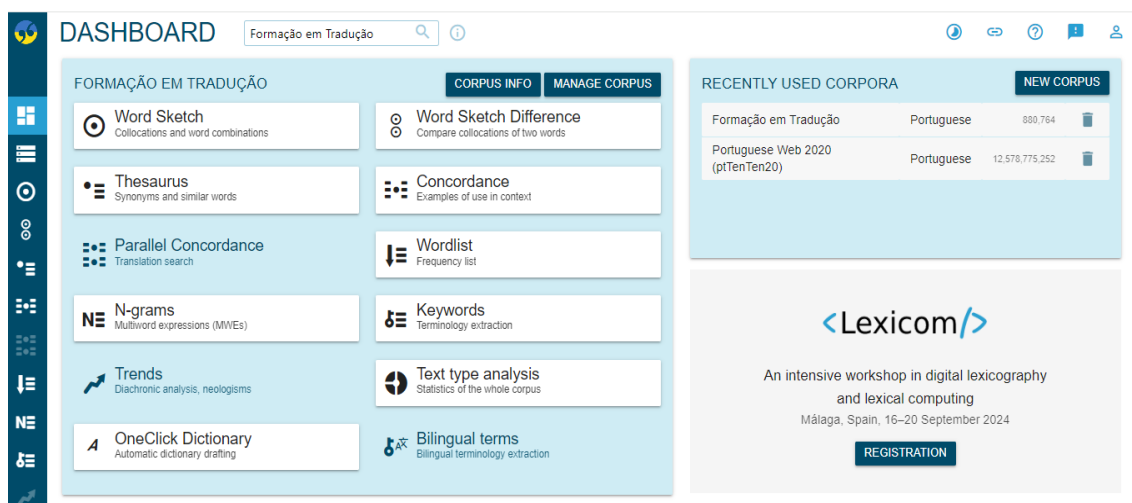 DASHBOARD
Formação em Tradução
FORMAÇÃO EM TRADUÇÃO
CORPUS INFO
MANAGE CORPUS
Word Sketch
Collocations and word combinations
Word Sketch Difference
Compare collocations of two words
Thesaurus
Synonyms and similar words
Concordance
Examples of use in context
Parallel Concordance
Translation search
Wordlist
Frequency list
N-grams
Multiword expressions (MWEs)
Keywords
Terminology extraction
Trends
Diachronic analysis, neologisms
Text type analysis
Statistics of the whole corpus
OneClick Dictionary
Automatic dictionary drafting
Bilingual terms
Bilingual terminology extraction
RECENTLY USED CORPORA
NEW CORPUS
Formação em Tradução Portuguese 880,764
Portuguese Web 2020
(ptTenTen20) Portuguese 12,578,775,252
<Lexicom/>
An intensive workshop in digital lexicography
and lexical computing
Málaga, Spain, 16–20 September 2024
REGISTRATION